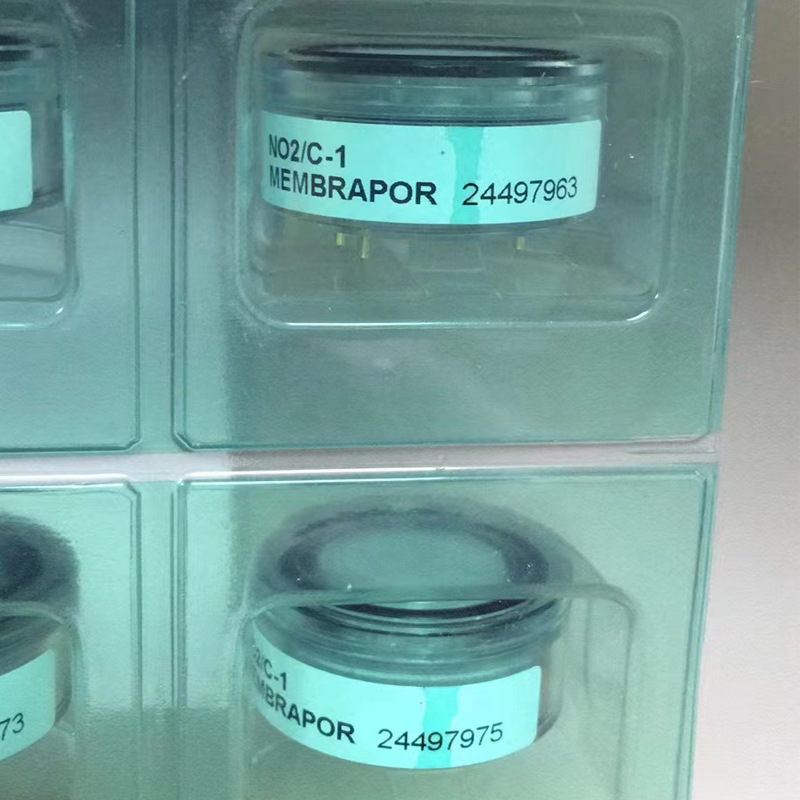 NO2/C-1
MEMBRAPOR 24497963
2/C-1
MBRAPOR 24497975
73